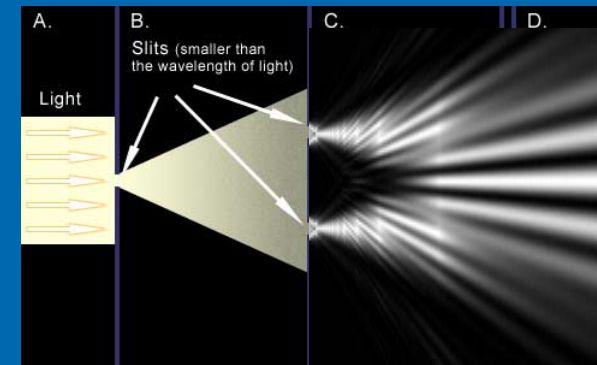 A.
B.
C.
D.
Slits (smaller than
the wavelength of light)
Light